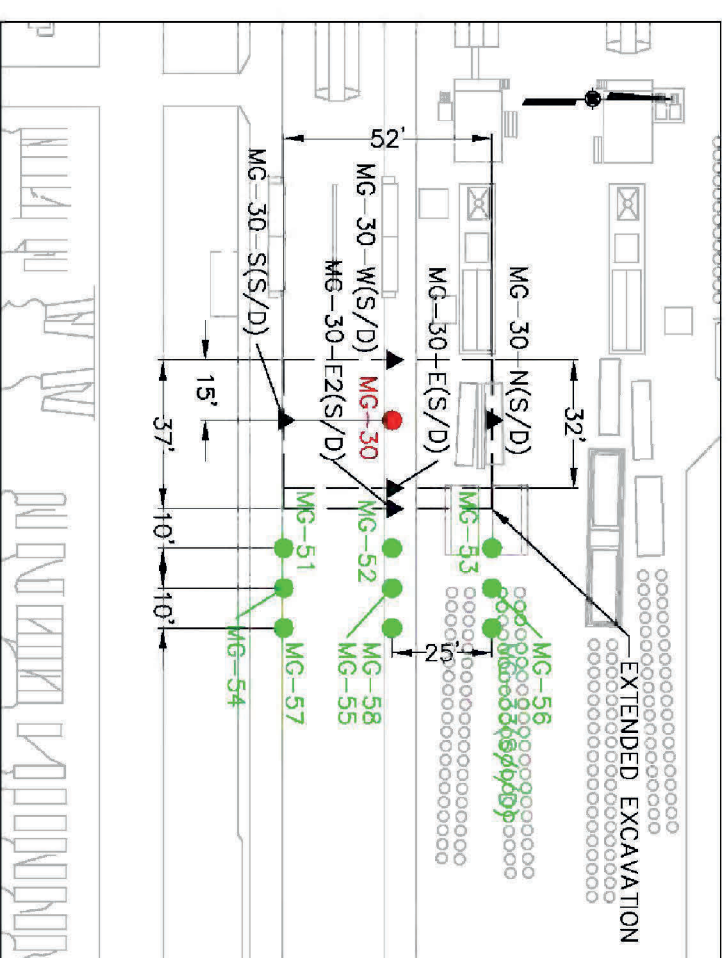 52'
MG-30-S(S/D)
MG-30-W(S/D)
MG-30-E2(S/D)
MG-30-E(S/D)
MG-30-N(S/D)
MG-30
15'
37'
32'
10'
10'
25'
MG-51
MG-52
MG-53
MG-54
MG-57
MG-55
MG-58
MG-56
EXTENDED EXCAVATION